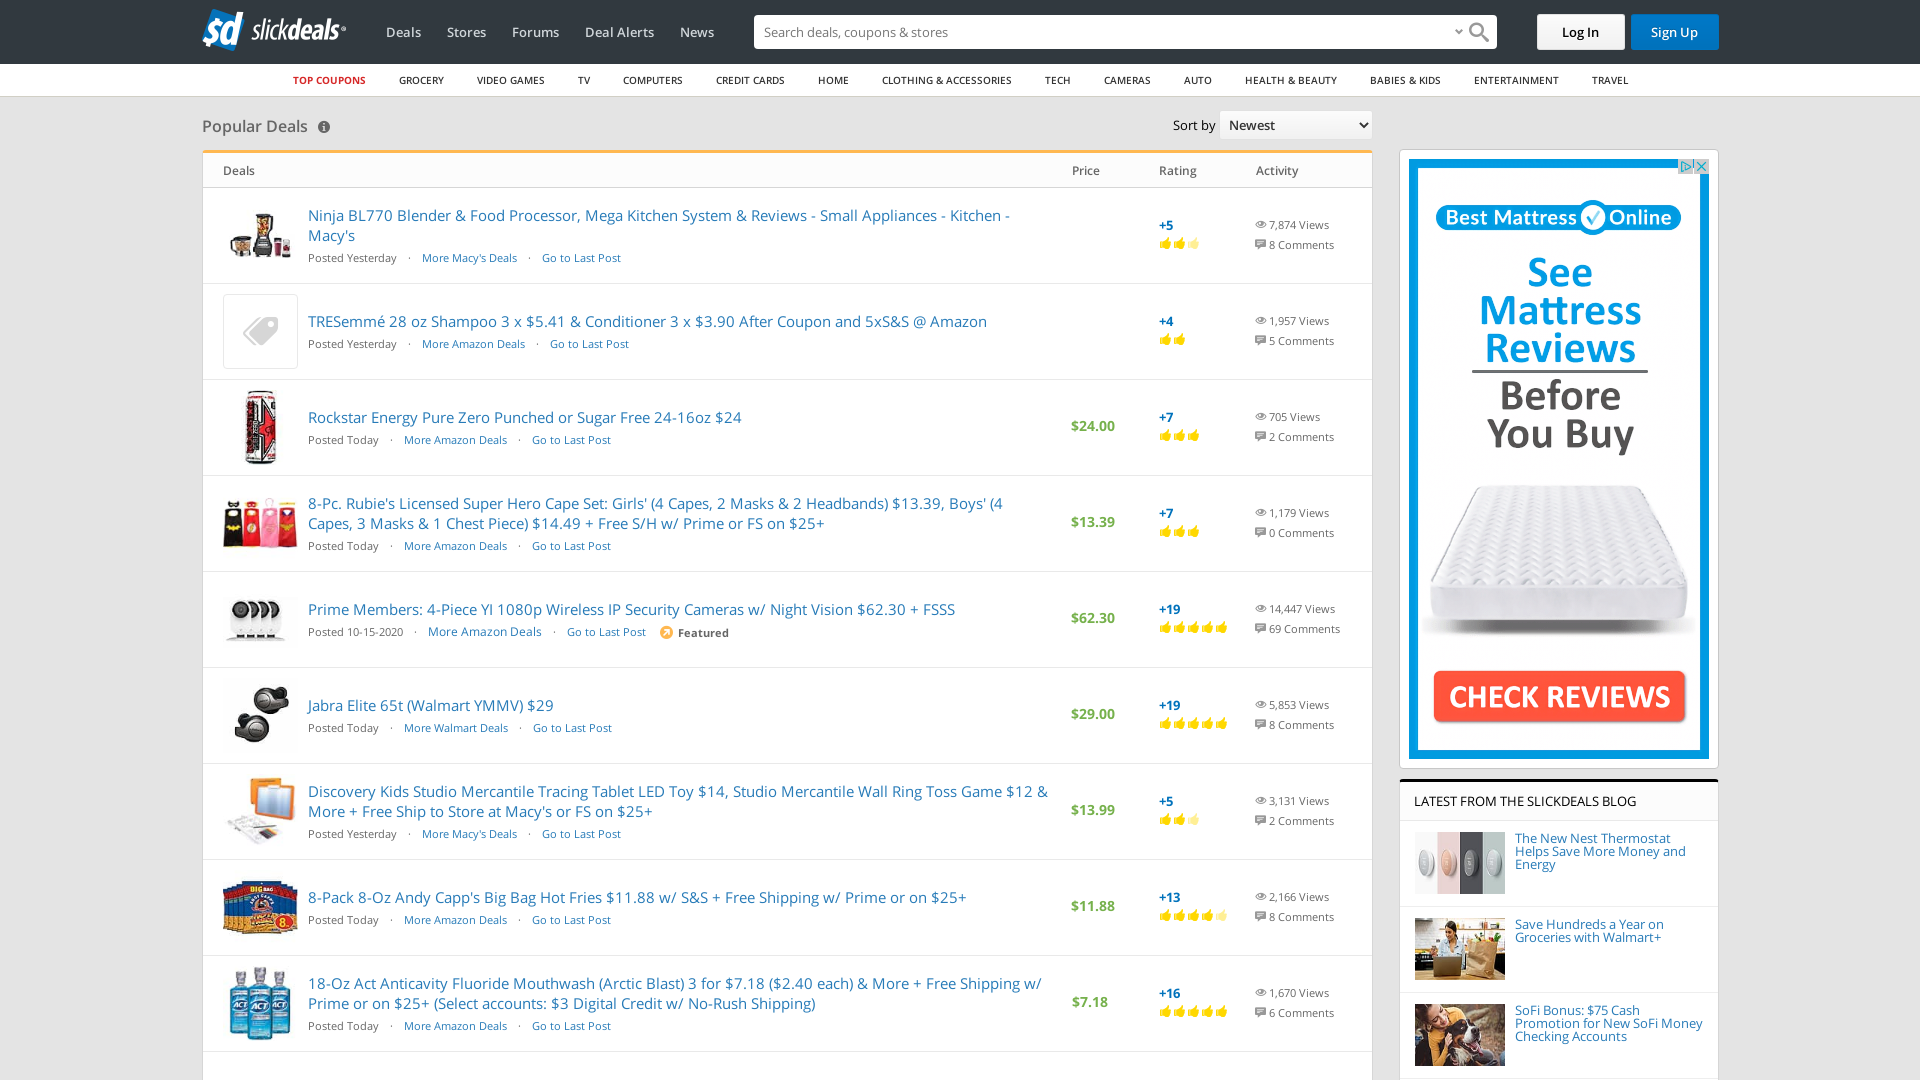 sd slickdeals
Deals
Stores
Forums
Deal Alerts
News
Search deals, coupons & stores
Log In
Sign Up
TOP COUPONS
GROCERY
VIDEO GAMES
TV
COMPUTERS
CREDIT CARDS
HOME
CLOTHING & ACCESSORIES
TECH
CAMERAS
AUTO
HEALTH & BEAUTY
BABIES & KIDS
ENTERTAINMENT
TRAVEL
Popular Deals
Sort by Newest
Deals Price Rating Activity
Ninja BL770 Blender & Food Processor, Mega Kitchen System & Reviews - Small Appliances - Kitchen -
Macy's
Posted Yesterday · More Macy's Deals · Go to Last Post
+5
7,874 Views
8 Comments
TRESemmé 28 oz Shampoo 3 x $5.41 & Conditioner 3 x $3.90 After Coupon and 5xS&S @ Amazon
Posted Yesterday · More Amazon Deals · Go to Last Post
+4
1,957 Views
5 Comments
Rockstar Energy Pure Zero Punched or Sugar Free 24-16oz $24
Posted Today · More Amazon Deals · Go to Last Post
$24.00
+7
705 Views
2 Comments
8-Pc. Rubie's Licensed Super Hero Cape Set: Girls' (4 Capes, 2 Masks & 2 Headbands) $13.39, Boys' (4
Capes, 3 Masks & 1 Chest Piece) $14.49 + Free S/H w/ Prime or FS on $25+
Posted Today · More Amazon Deals · Go to Last Post
$13.39
+7
1,179 Views
0 Comments
Prime Members: 4-Piece YI 1080p Wireless IP Security Cameras w/ Night Vision $62.30 + FSSS
Posted 10-15-2020 · More Amazon Deals · Go to Last Post Featured
$62.30
+19
14,447 Views
69 Comments
Jabra Elite 65t (Walmart YMMV) $29
Posted Today · More Walmart Deals · Go to Last Post
$29.00
+19
5,853 Views
8 Comments
Discovery Kids Studio Mercantile Tracing Tablet LED Toy $14, Studio Mercantile Wall Ring Toss Game $12 &
More + Free Ship to Store at Macy's or FS on $25+
Posted Yesterday · More Macy's Deals · Go to Last Post
$13.99
+5
3,131 Views
2 Comments
8-Pack 8-Oz Andy Capp's Big Bag Hot Fries $11.88 w/ S&S + Free Shipping w/ Prime or on $25+
Posted Today · More Amazon Deals · Go to Last Post
$11.88
+13
2,166 Views
8 Comments
18-Oz Act Anticavity Fluoride Mouthwash (Arctic Blast) 3 for $7.18 ($2.40 each) & More + Free Shipping w/
Prime or on $25+ (Select accounts: $3 Digital Credit w/ No-Rush Shipping)
Posted Today · More Amazon Deals · Go to Last Post
$7.18
+16
1,670 Views
6 Comments
Best Mattress Online
See
Mattress
Reviews
Before
You Buy
CHECK REVIEWS
LATEST FROM THE SLICKDEALS BLOG
The New Nest Thermostat
Helps Save More Money and
Energy
Save Hundreds a Year on
Groceries with Walmart+
SoFi Bonus: $75 Cash
Promotion for New SoFi Money
Checking Accounts